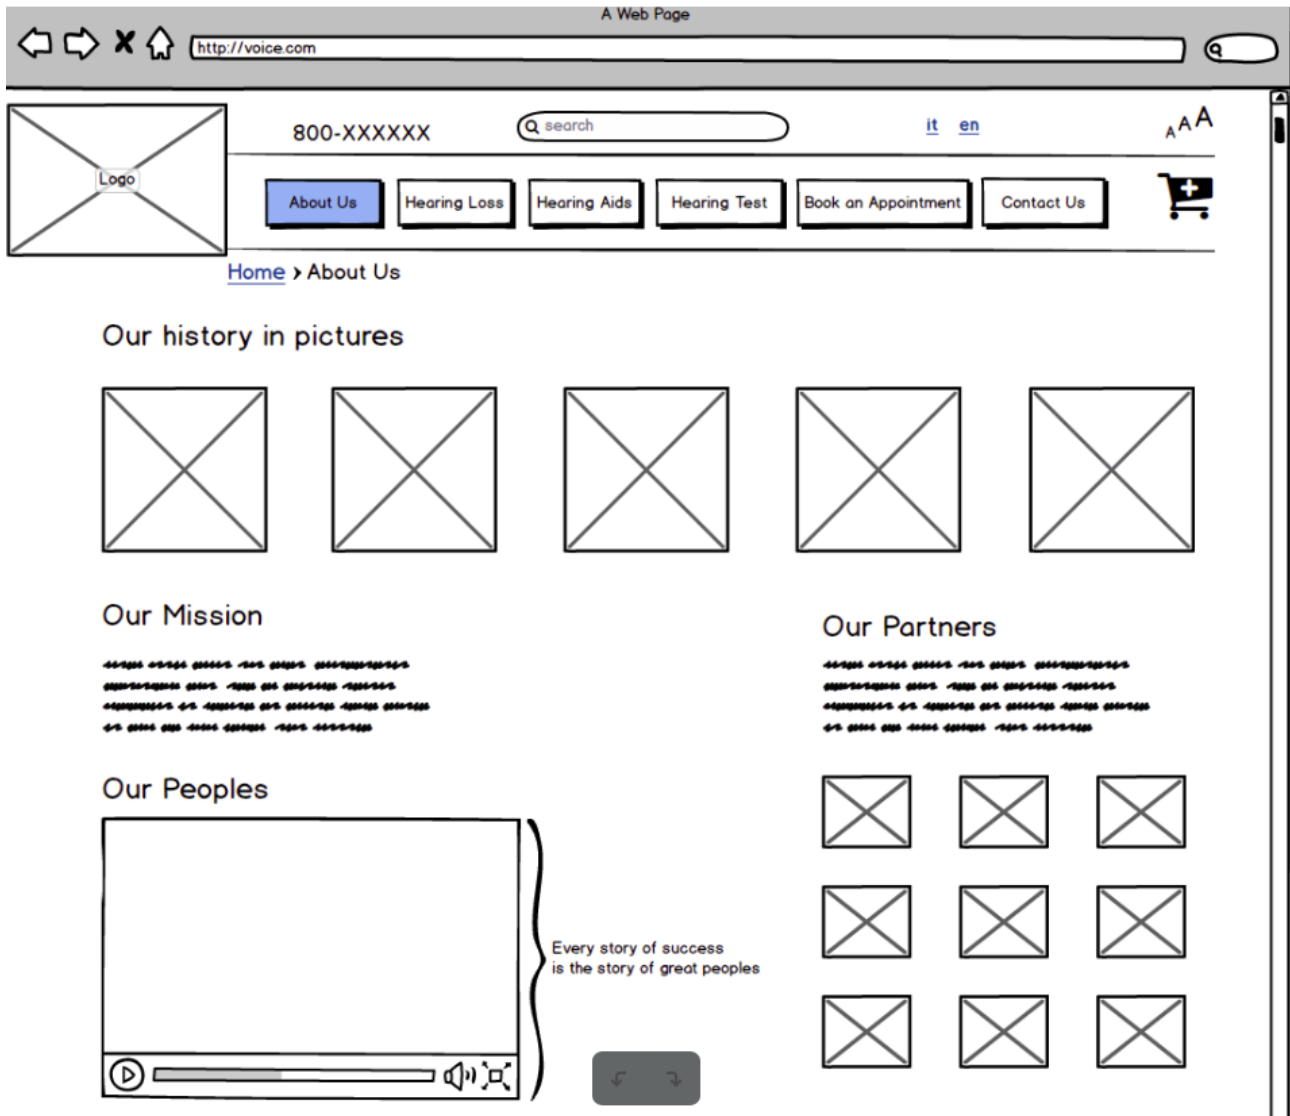 A Web Page
http://voice.com
Logo
800-XXXXXX
search
it en
A A A
About Us
Hearing Loss
Hearing Aids
Hearing Test
Book an Appointment
Contact Us
Home › About Us
Our history in pictures
Our Mission
Our Partners
Our Peoples
Every story of success
is the story of great peoples